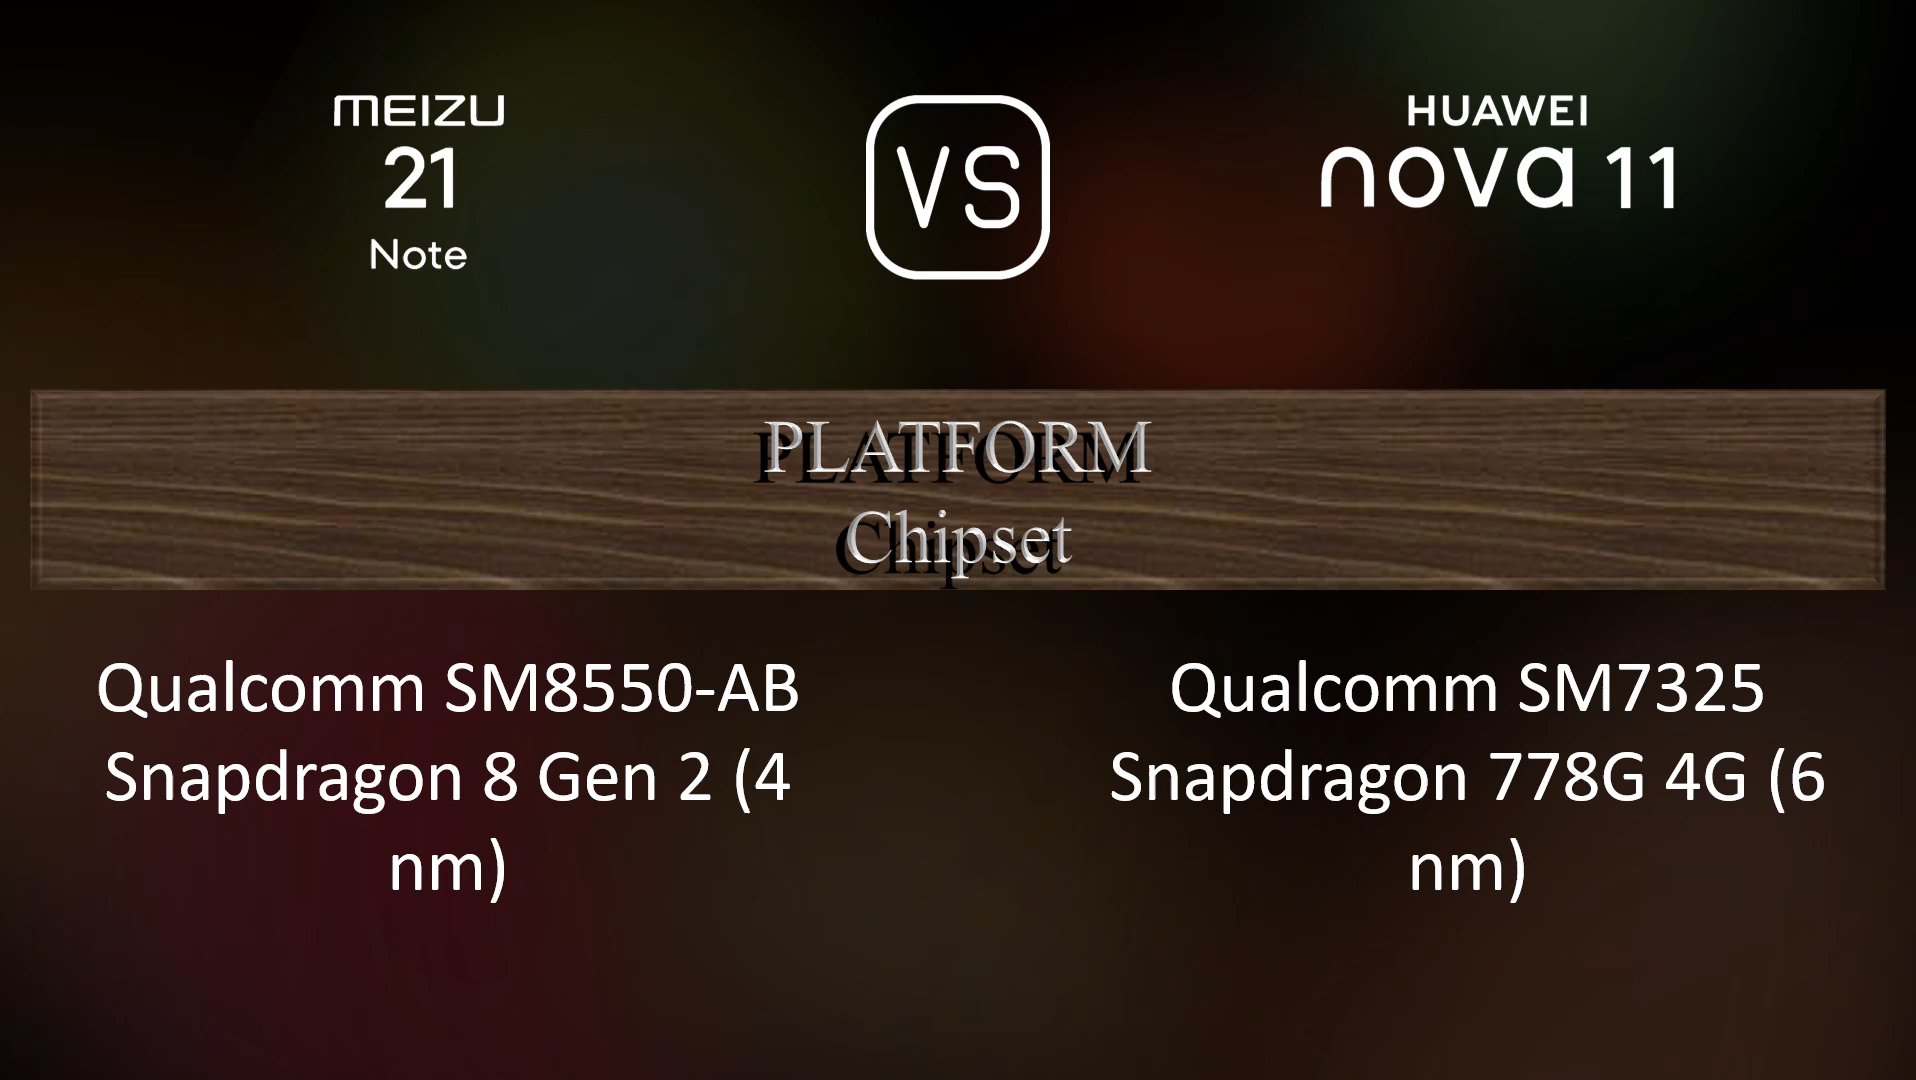 MEIZU
21
Note
VS
HUAWEI
nova 11
PLATFORM
Chipset
Qualcomm SM8550-AB
Snapdragon 8 Gen 2 (4
nm)
Qualcomm SM7325
Snapdragon 778G 4G (6
nm)